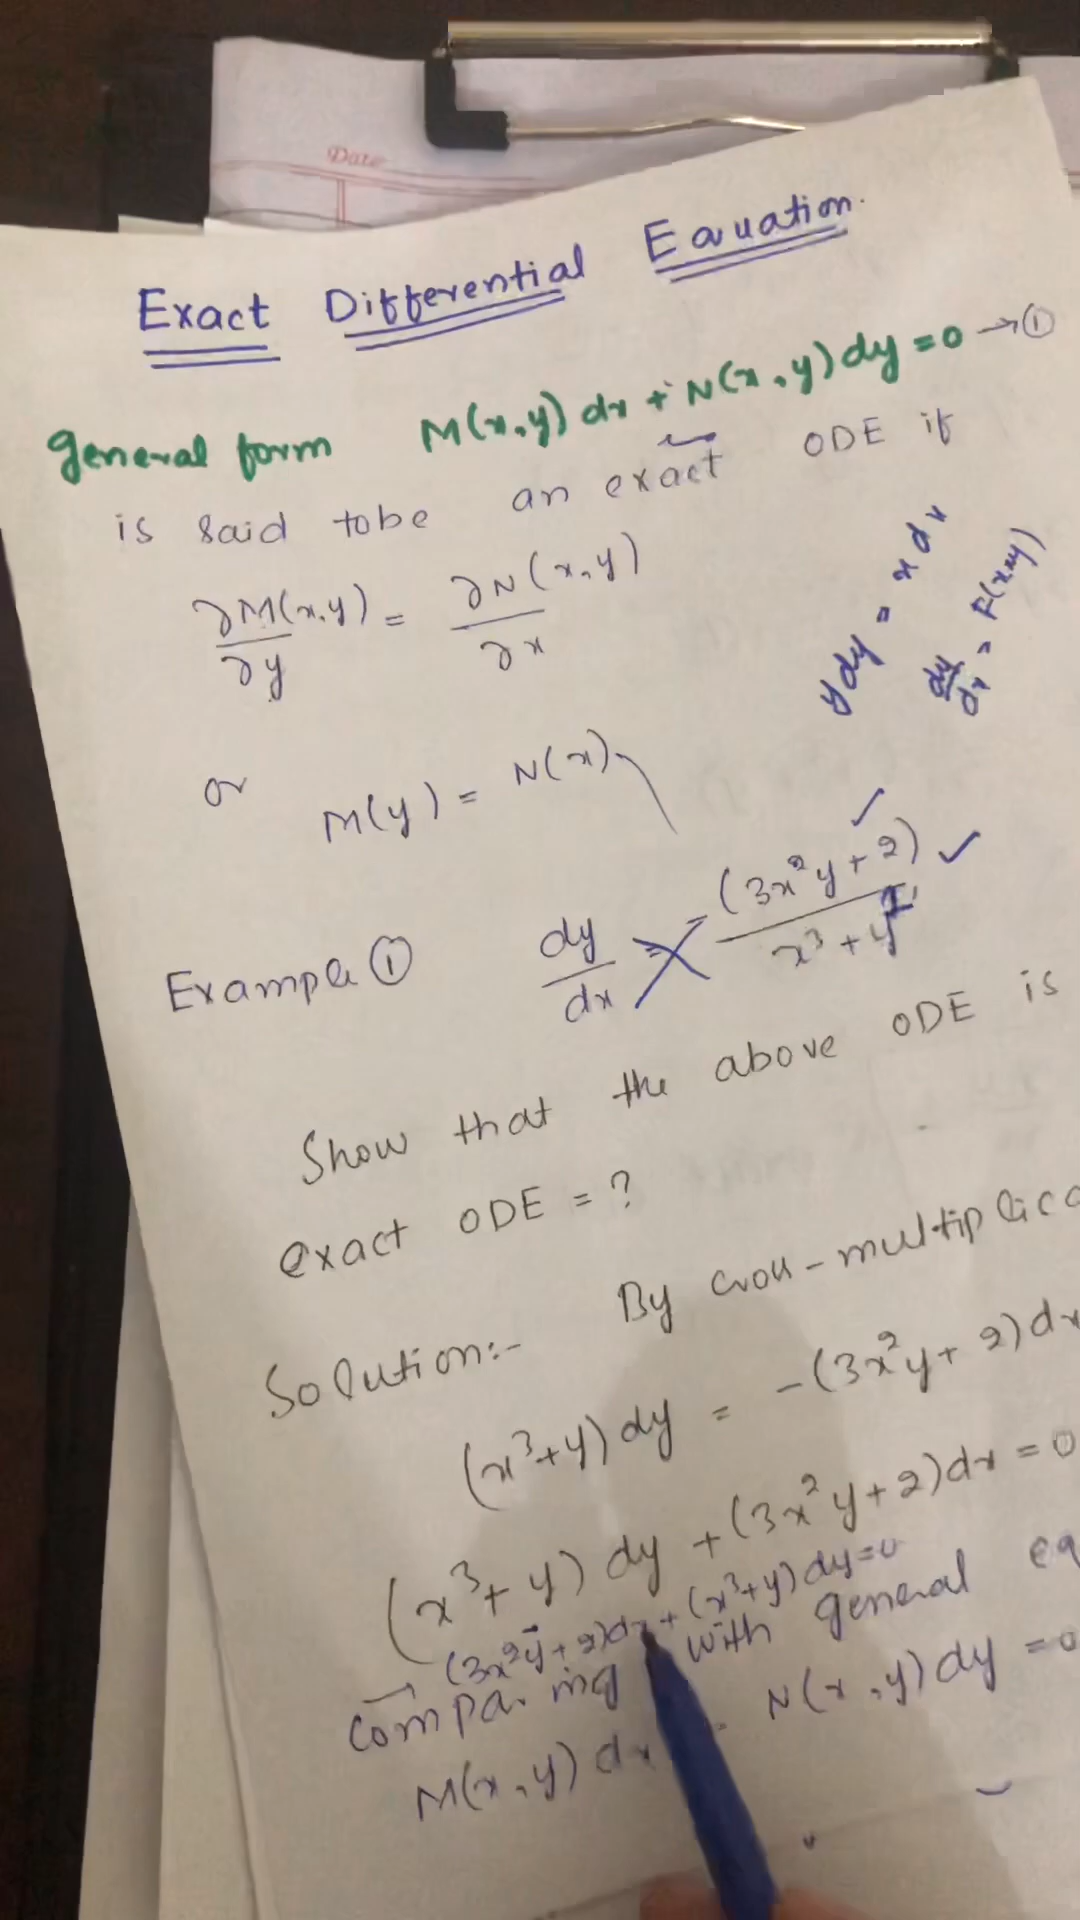 Date
Exact Differential Equation.
general form M(x,y)dx + N(x,y)dy = 0 → ①
is said tobe an exact ODE if
∂M(x,y)/∂y = ∂N(x,y)/∂x
ydy = xdx
dy/dx = F(x,y)
or M(y) = N(x)
Example ① dy/dx = -(3x²y+2)/x³+y
Show that the above ODE is
exact ODE = ?
Solution:- By cross-multiplica
(x³+y)dy = -(3x²y+2)dx
(x³+y)dy + (3x²y+2)dx = 0
(3x²y+2)dx + (x³+y)dy=0
→ comparing with general eq
M(x,y)dx N(x,y)dy = 0